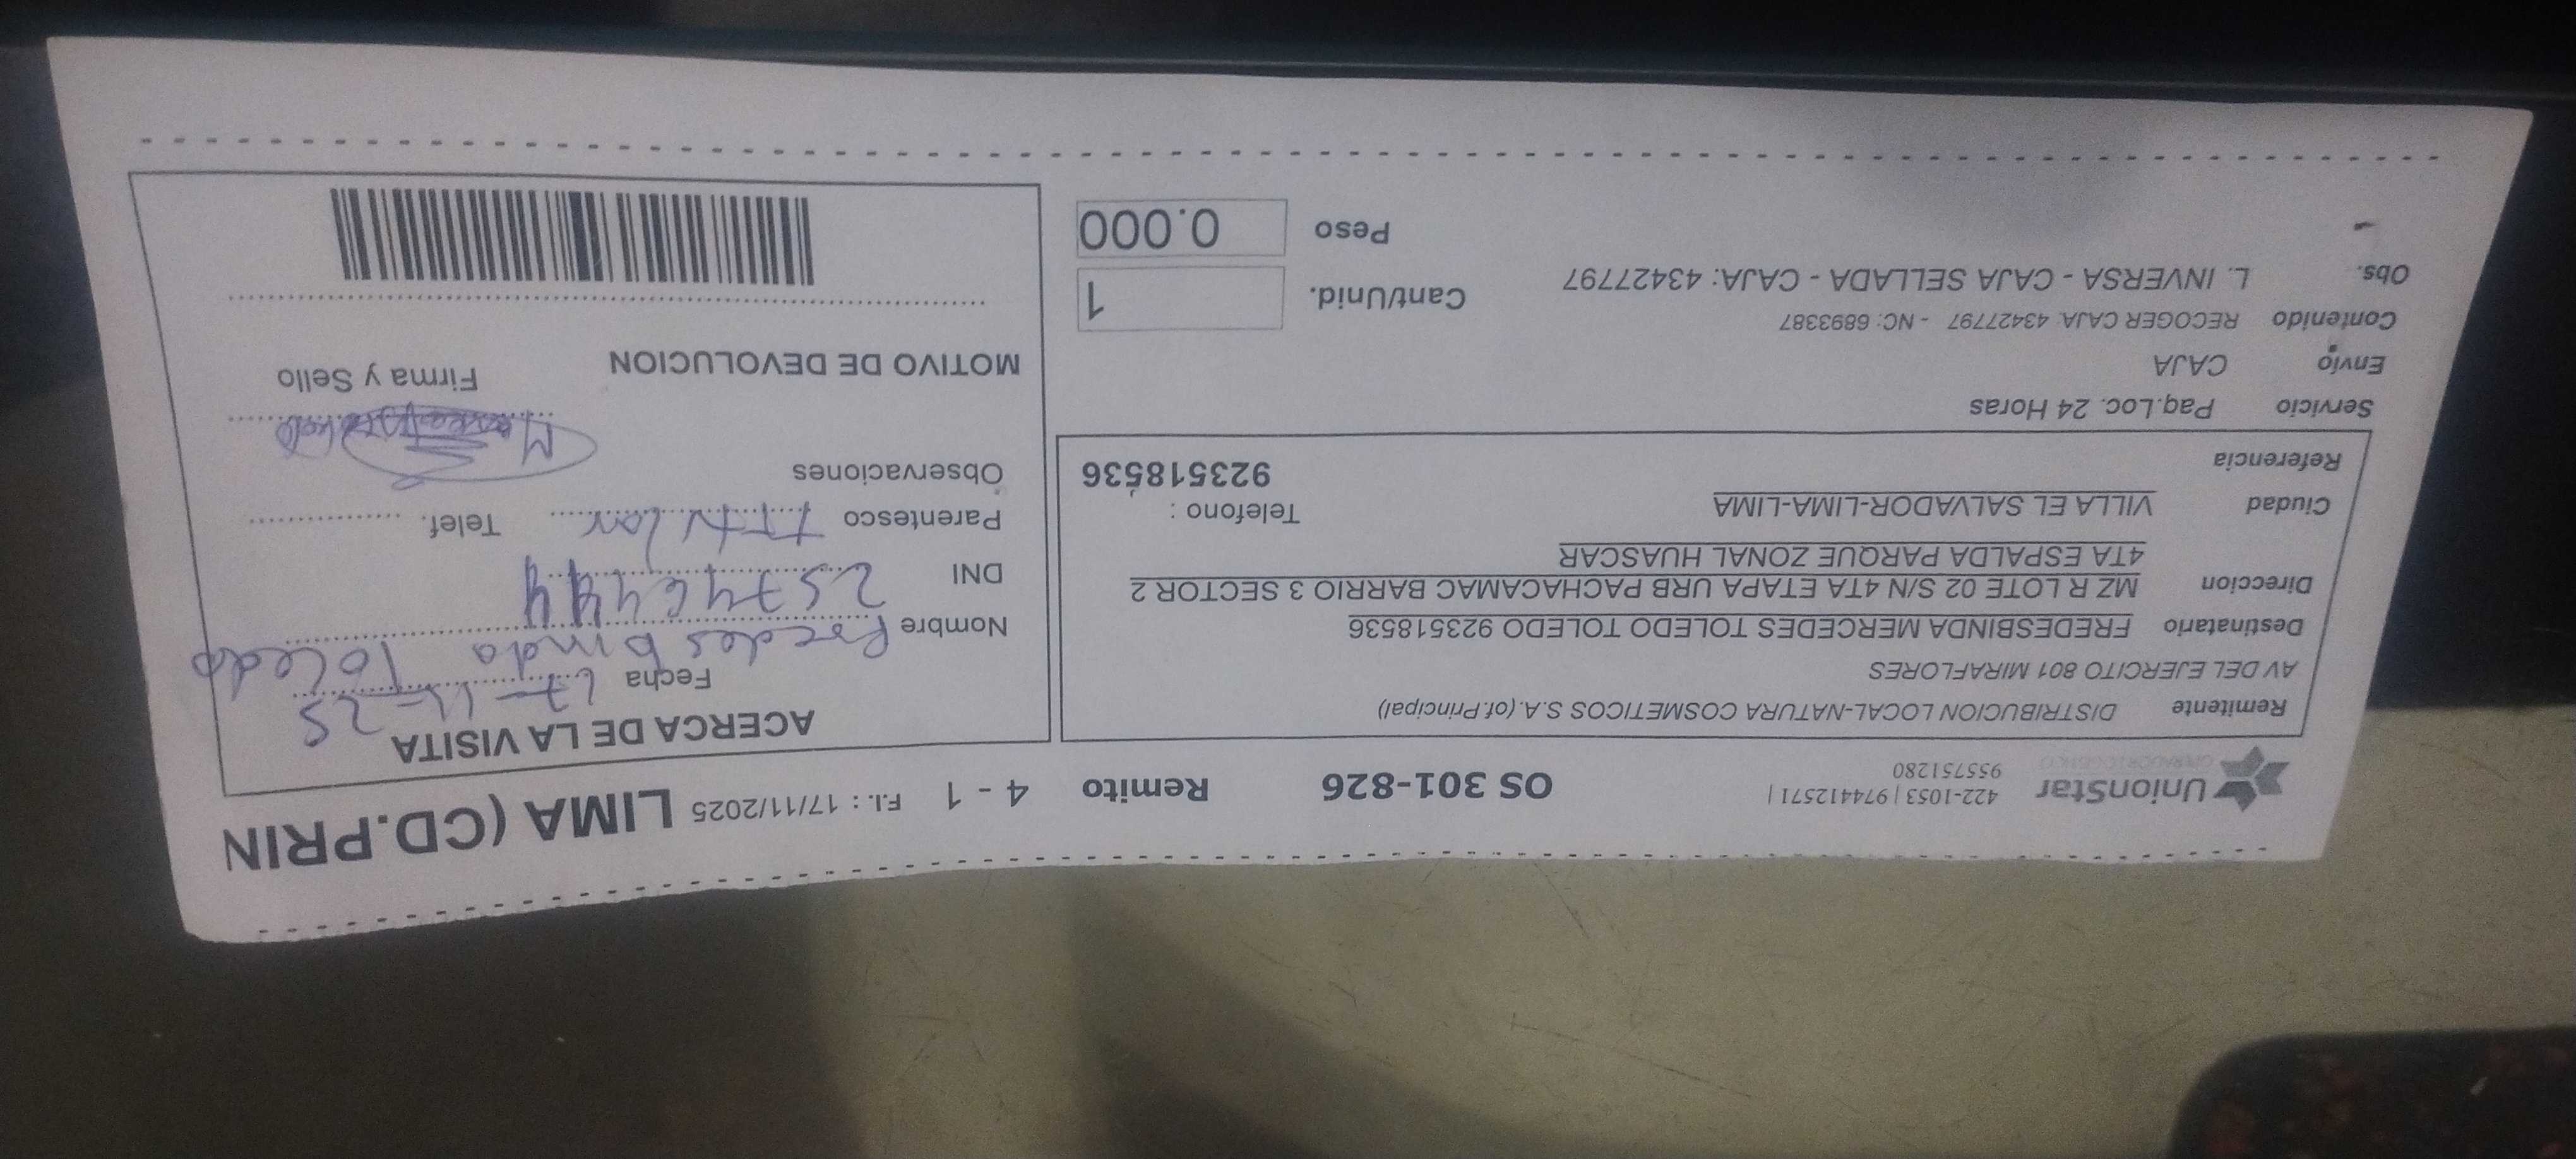 UnionStar
OPERADOR LOGISTICO
422-1053 | 974412571 |
955751280
OS 301-826
Remito 4 - 1
F.I.: 17/11/2025
LIMA (CD.PRIN
Remitente DISTRIBUCION LOCAL-NATURA COSMETICOS S.A. (of.Principal)
AV DEL EJERCITO 801 MIRAFLORES
Destinatario FREDESBINDA MERCEDES TOLEDO TOLEDO 923518536
Direccion MZ R LOTE 02 S/N 4TA ETAPA URB PACHACAMAC BARRIO 3 SECTOR 2
4TA ESPALDA PARQUE ZONAL HUASCAR
Ciudad VILLA EL SALVADOR-LIMA-LIMA
Telefono :
923518536
Referencia
Servicio Paq.Loc. 24 Horas
Envio CAJA
Contenido RECOGER CAJA: 43427797 - NC: 6893387
Obs. L. INVERSA - CAJA SELLADA - CAJA: 43427797
-
Cant/Unid. 1
Peso 0.000
ACERCA DE LA VISITA
Fecha 17-11-25
Nombre Fredesbinda Toledo
DNI
Parentesco Titular Telef.
Observaciones
Firma y Sello
MOTIVO DE DEVOLUCION